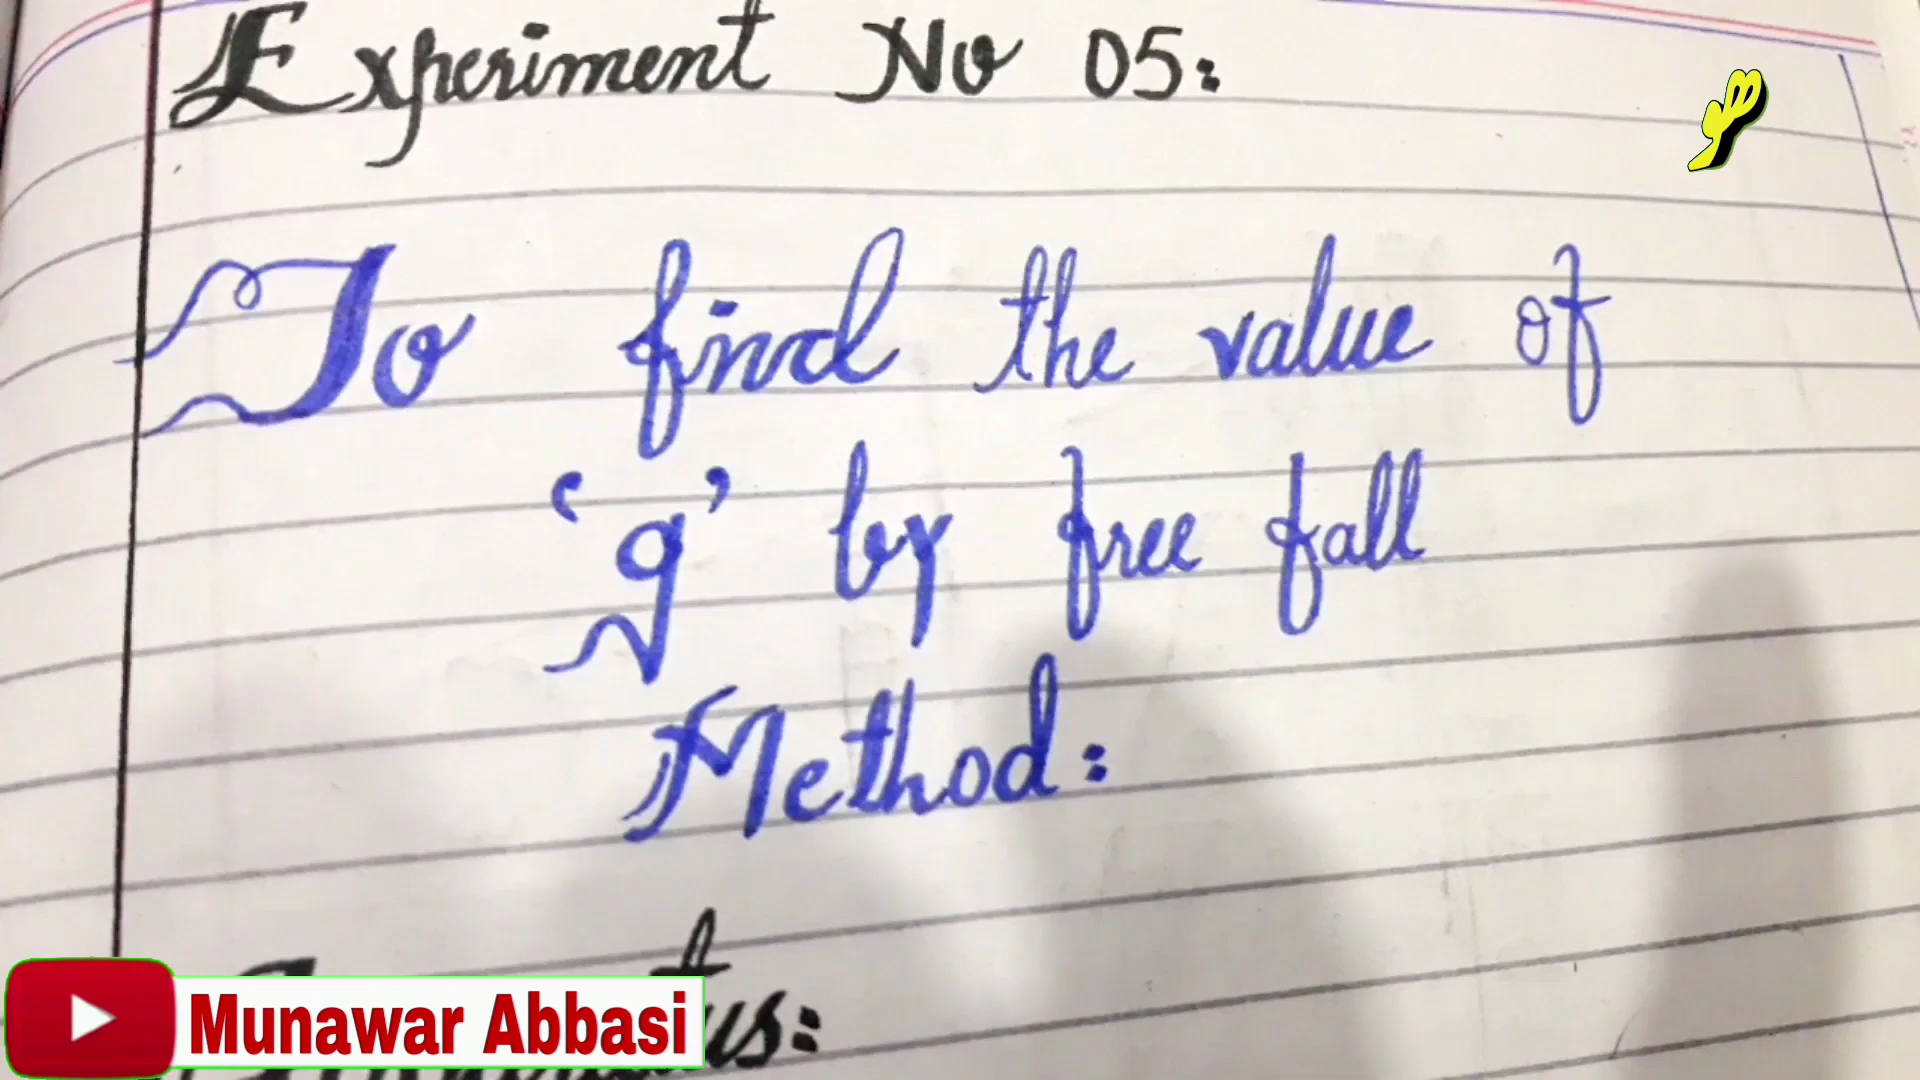 Experiment No 05:
To find the value of
'g' by free fall
Method:
Munawar Abbasi